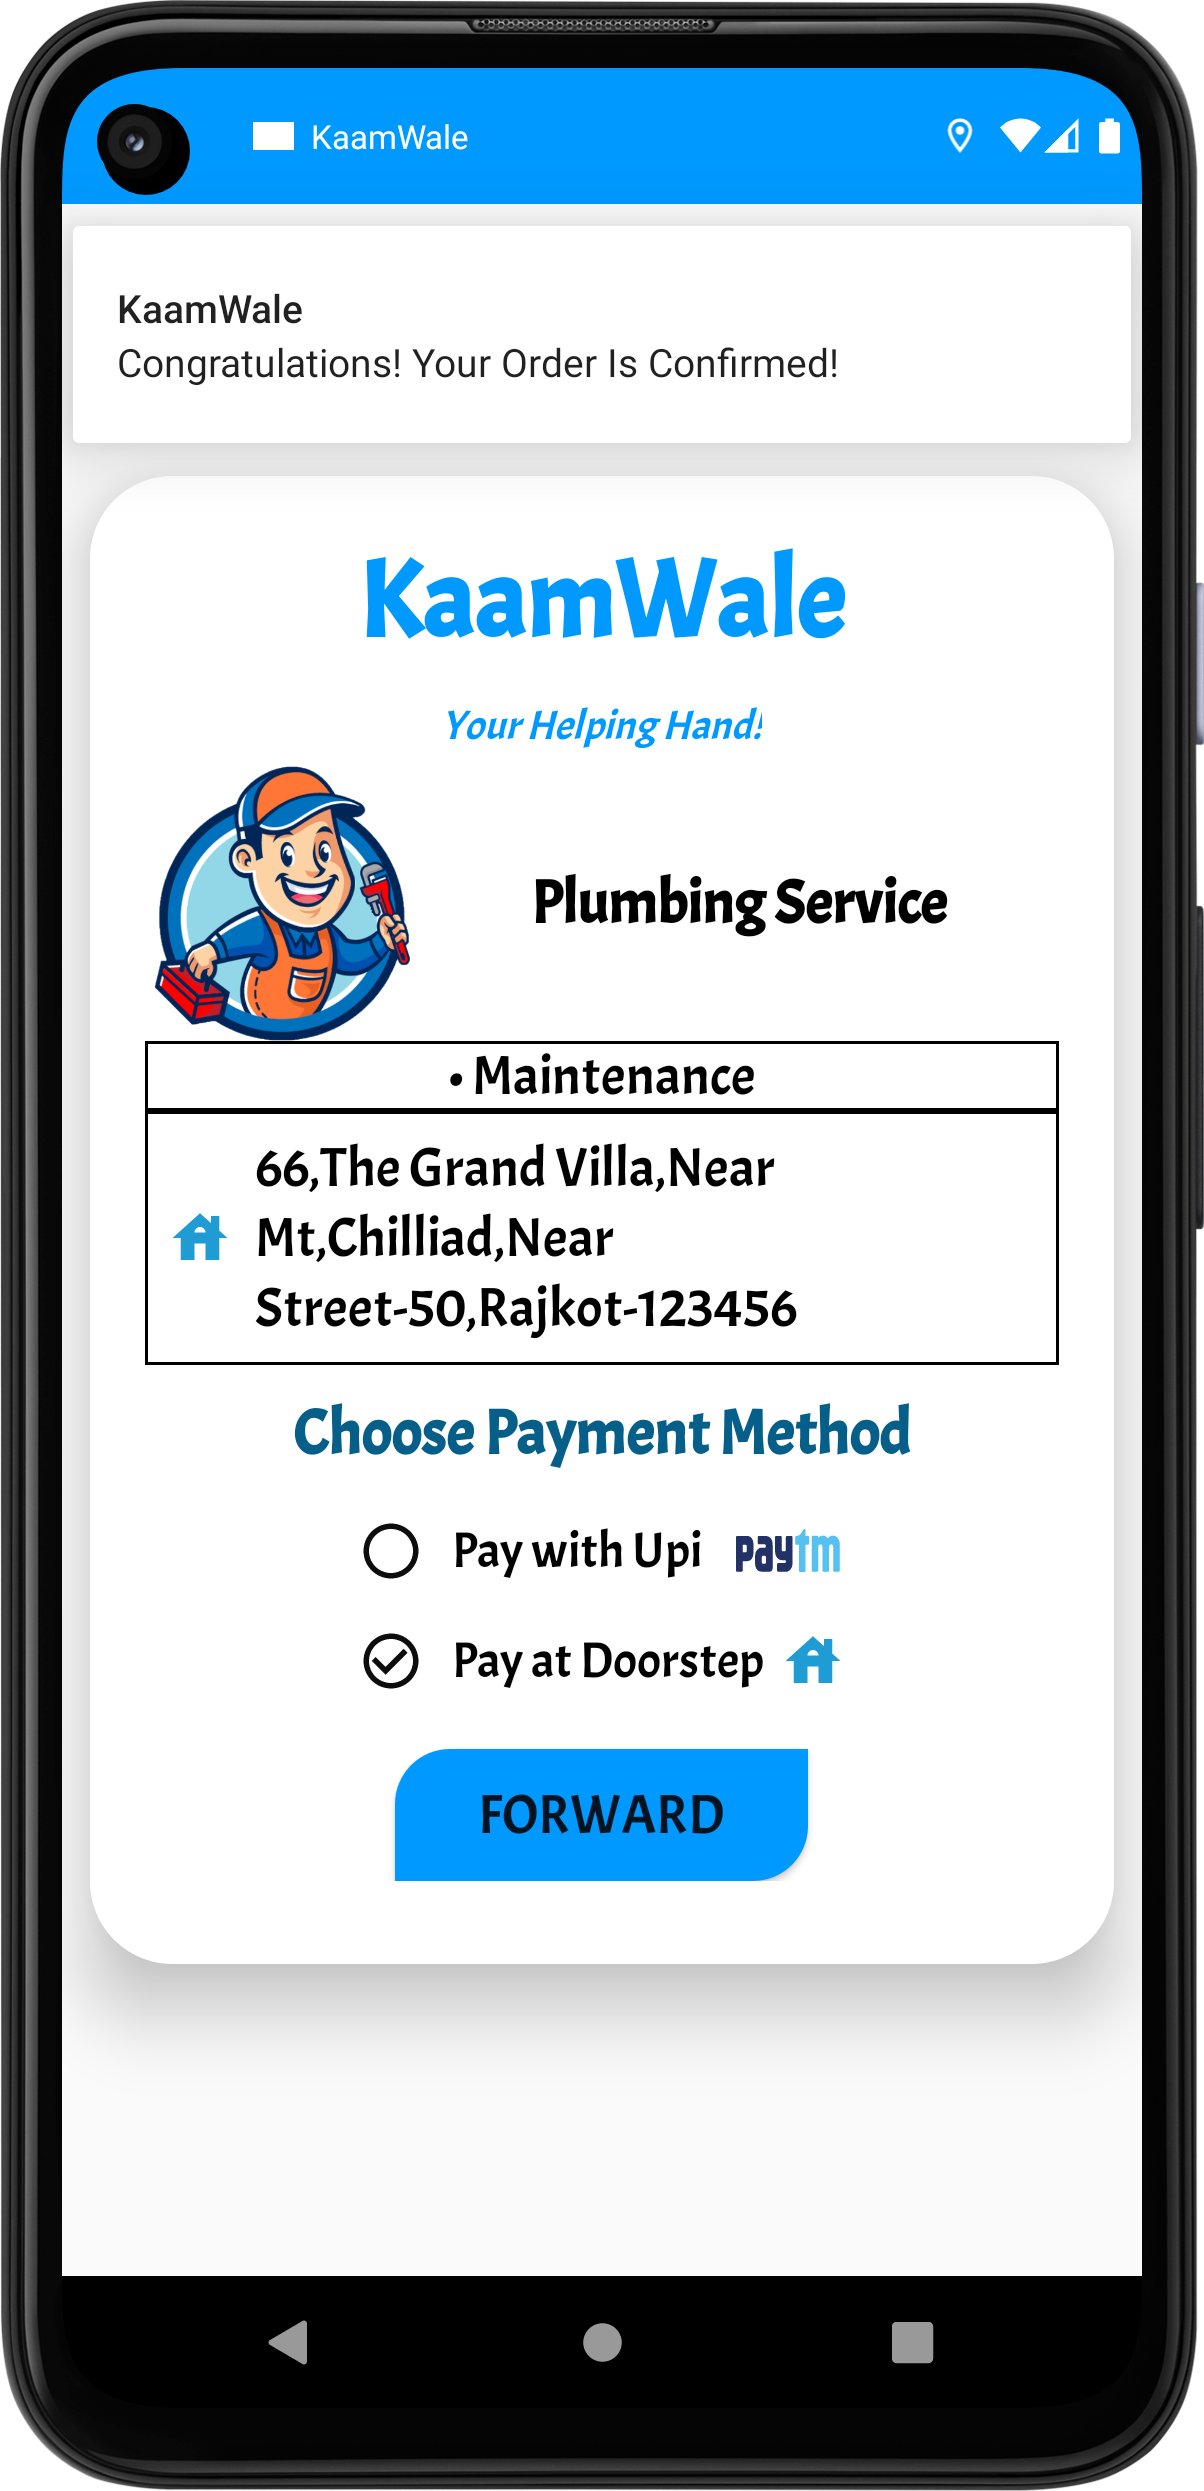 KaamWale
KaamWale
Congratulations! Your Order Is Confirmed!
KaamWale
Your Helping Hand!
Plumbing Service
• Maintenance
66,The Grand Villa,Near
Mt,Chilliad,Near
Street-50,Rajkot-123456
Choose Payment Method
Pay with Upi paytm
Pay at Doorstep
FORWARD